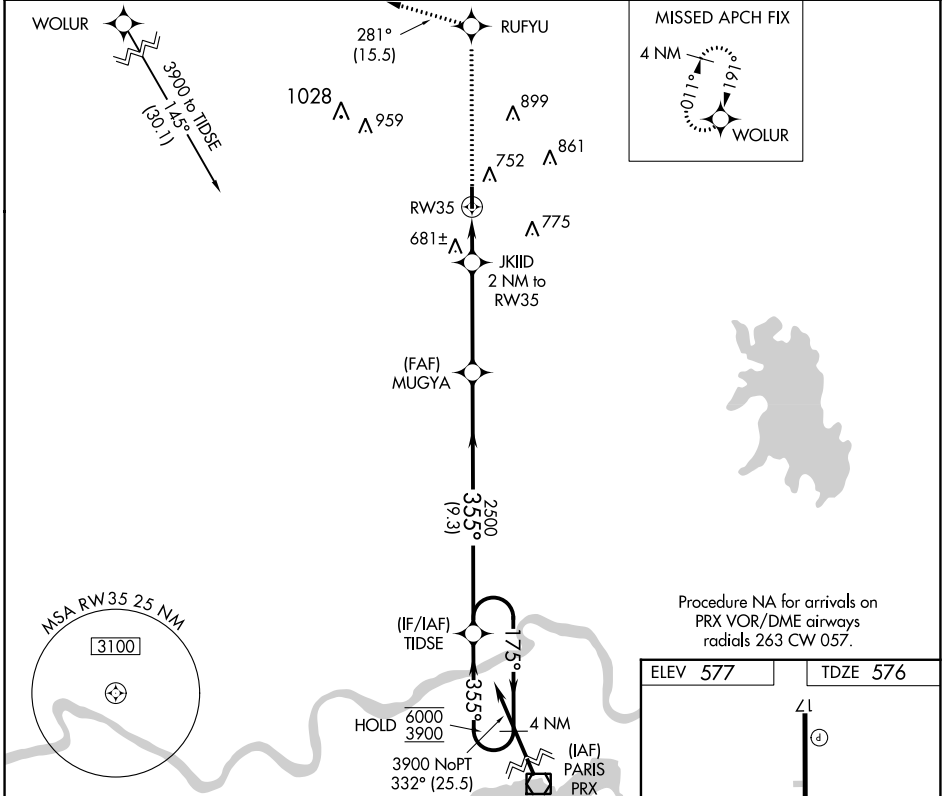 WOLUR
3900 to TIDSE
145°
(30.1)
281°
(15.5)
RUFYU
MISSED APCH FIX
4 NM
011°
191°
WOLUR
1028
959
899
861
752
RW35
775
681±
JKIID
2 NM to
RW35
(FAF)
MUGYA
2500
355°
(9.3)
MSA RW35 25 NM
3100
(IF/IAF)
TIDSE
175°
355°
HOLD
6000
3900
4 NM
3900 NoPT
332° (25.5)
(IAF)
PARIS
PRX
Procedure NA for arrivals on
PRX VOR/DME airways
radials 263 CW 057.
ELEV 577
TDZE 576
17
P